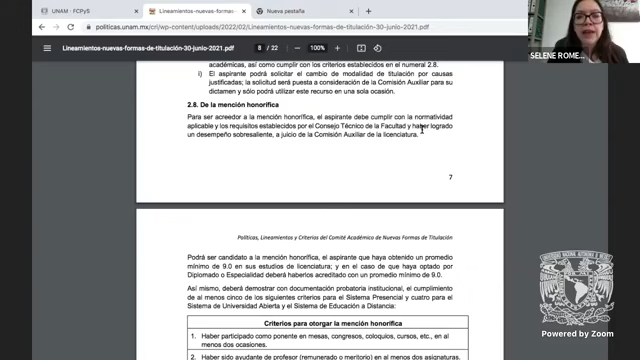 UNAM - FCPyS
Lineamientos-nuevas-formas-
Nueva pestaña
politicas.unam.mx/cri/wp-content/uploads/2022/02/Lineamientos-nuevas-formas-de-titulación-30-junio-2021.pdf
Lineamientos-nuevas-formas-de-titulación-30-junio-2021.pdf
8 / 22
100%
SELENE ROME...
académicas, así como cumplir con los criterios establecidos en el numeral 2.8.
i) El aspirante podrá solicitar el cambio de modalidad de titulación por causas
justificadas; la solicitud será puesta a consideración de la Comisión Auxiliar para su
dictamen y sólo podrá utilizar este recurso en una sola ocasión.
2.8. De la mención honorífica
Para ser acreedor a la mención honorífica, el aspirante debe cumplir con la normatividad
aplicable y los requisitos establecidos por el Consejo Técnico de la Facultad y haber logrado
un desempeño sobresaliente, a juicio de la Comisión Auxiliar de la licenciatura.
7
Políticas, Lineamientos y Criterios del Comité Académico de Nuevas Formas de Titulación
Podrá ser candidato a la mención honorífica, el aspirante que haya obtenido un promedio
mínimo de 9.0 en sus estudios de licenciatura; y en el caso de que haya optado por
Diplomado o Especialidad deberá haberlos acreditado con un promedio mínimo de 9.0.
Así mismo, deberá demostrar con documentación probatoria institucional, el cumplimiento
de al menos cinco de los siguientes criterios para el Sistema Presencial y cuatro para el
Sistema de Universidad Abierta y el Sistema de Educación a Distancia:
Criterios para otorgar la mención honorífica
1. Haber participado como ponente en mesas, congresos, coloquios, cursos, etc., en al
menos dos ocasiones.
2. Haber sido ayudante de profesor (remunerado o meritorio) en al menos dos asignaturas.
Powered by Zoom